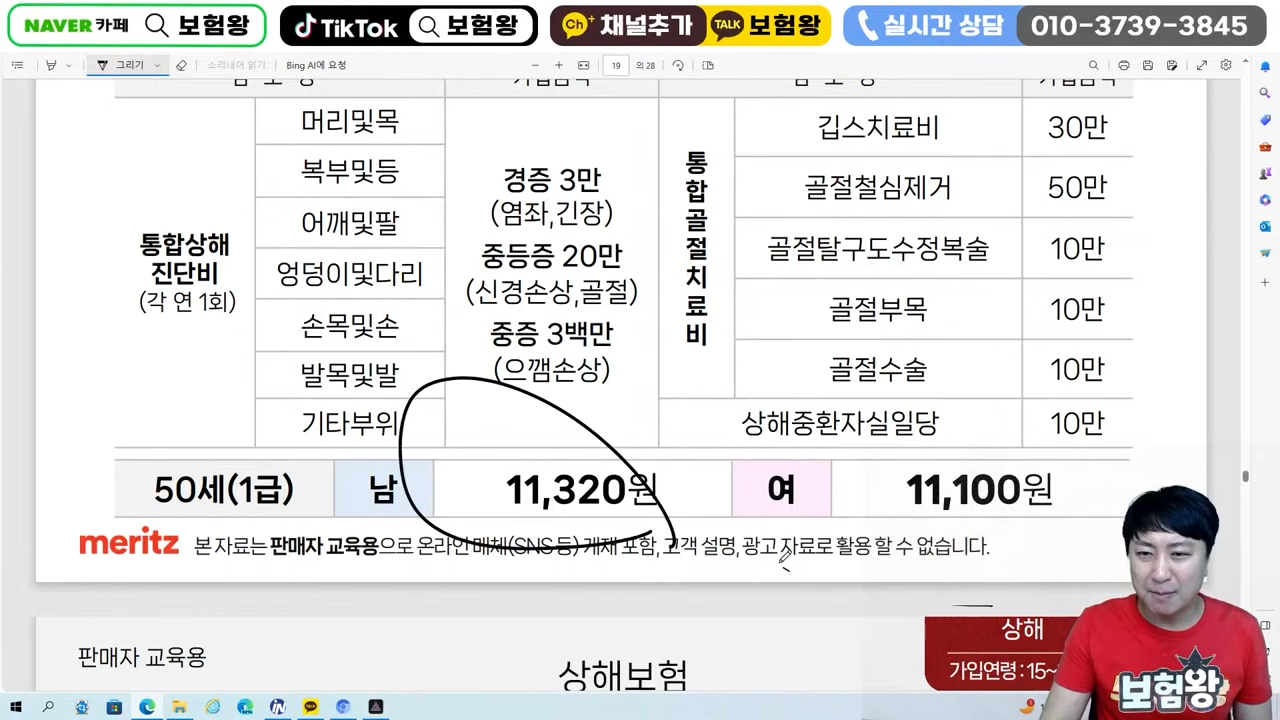 NAVER 카페 보험왕
TikTok 보험왕
Ch+ 채널추가 TALK 보험왕
실시간 상담 010-3739-3845
그리기
소리내어 읽기
Bing AI에 요청
19
의 28
통합상해
진단비
(각 연 1회)
머리및목
복부및등
어깨및팔
엉덩이및다리
손목및손
발목및발
기타부위
경증 3만
(염좌,긴장)
중등증 20만
(신경손상,골절)
중증 3백만
(으깸손상)
통합골절치료비
깁스치료비 30만
골절철심제거 50만
골절탈구도수정복술 10만
골절부목 10만
골절수술 10만
상해중환자실일당 10만
50세(1급) 남 11,320원 여 11,100원
meritz 본 자료는 판매자 교육용으로 온라인 매체(SNS 등) 게재 포함, 고객 설명, 광고 자료로 활용 할 수 없습니다.
판매자 교육용
상해보험
상해
가입연령 : 15~
보험왕